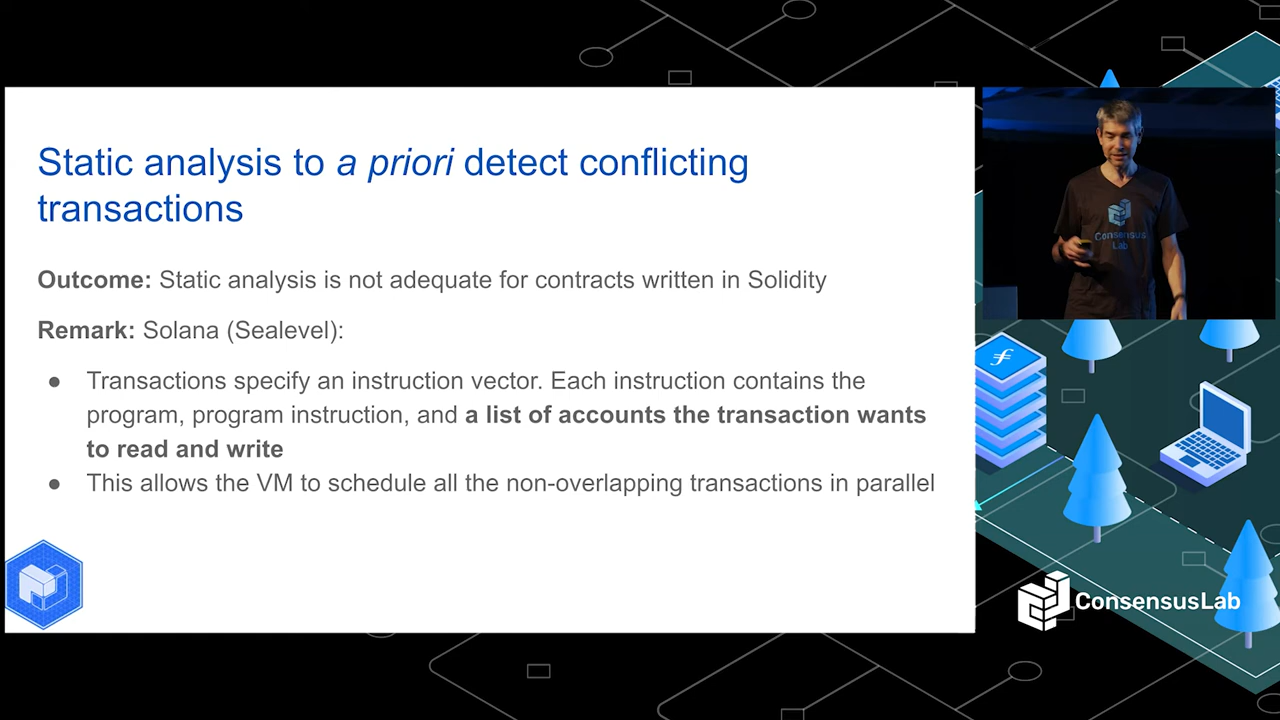 Static analysis to a priori detect conflicting
transactions
Outcome: Static analysis is not adequate for contracts written in Solidity
Remark: Solana (Sealevel):
● Transactions specify an instruction vector. Each instruction contains the
program, program instruction, and a list of accounts the transaction wants
to read and write
● This allows the VM to schedule all the non-overlapping transactions in parallel
Consensus
Lab
ConsensusLab